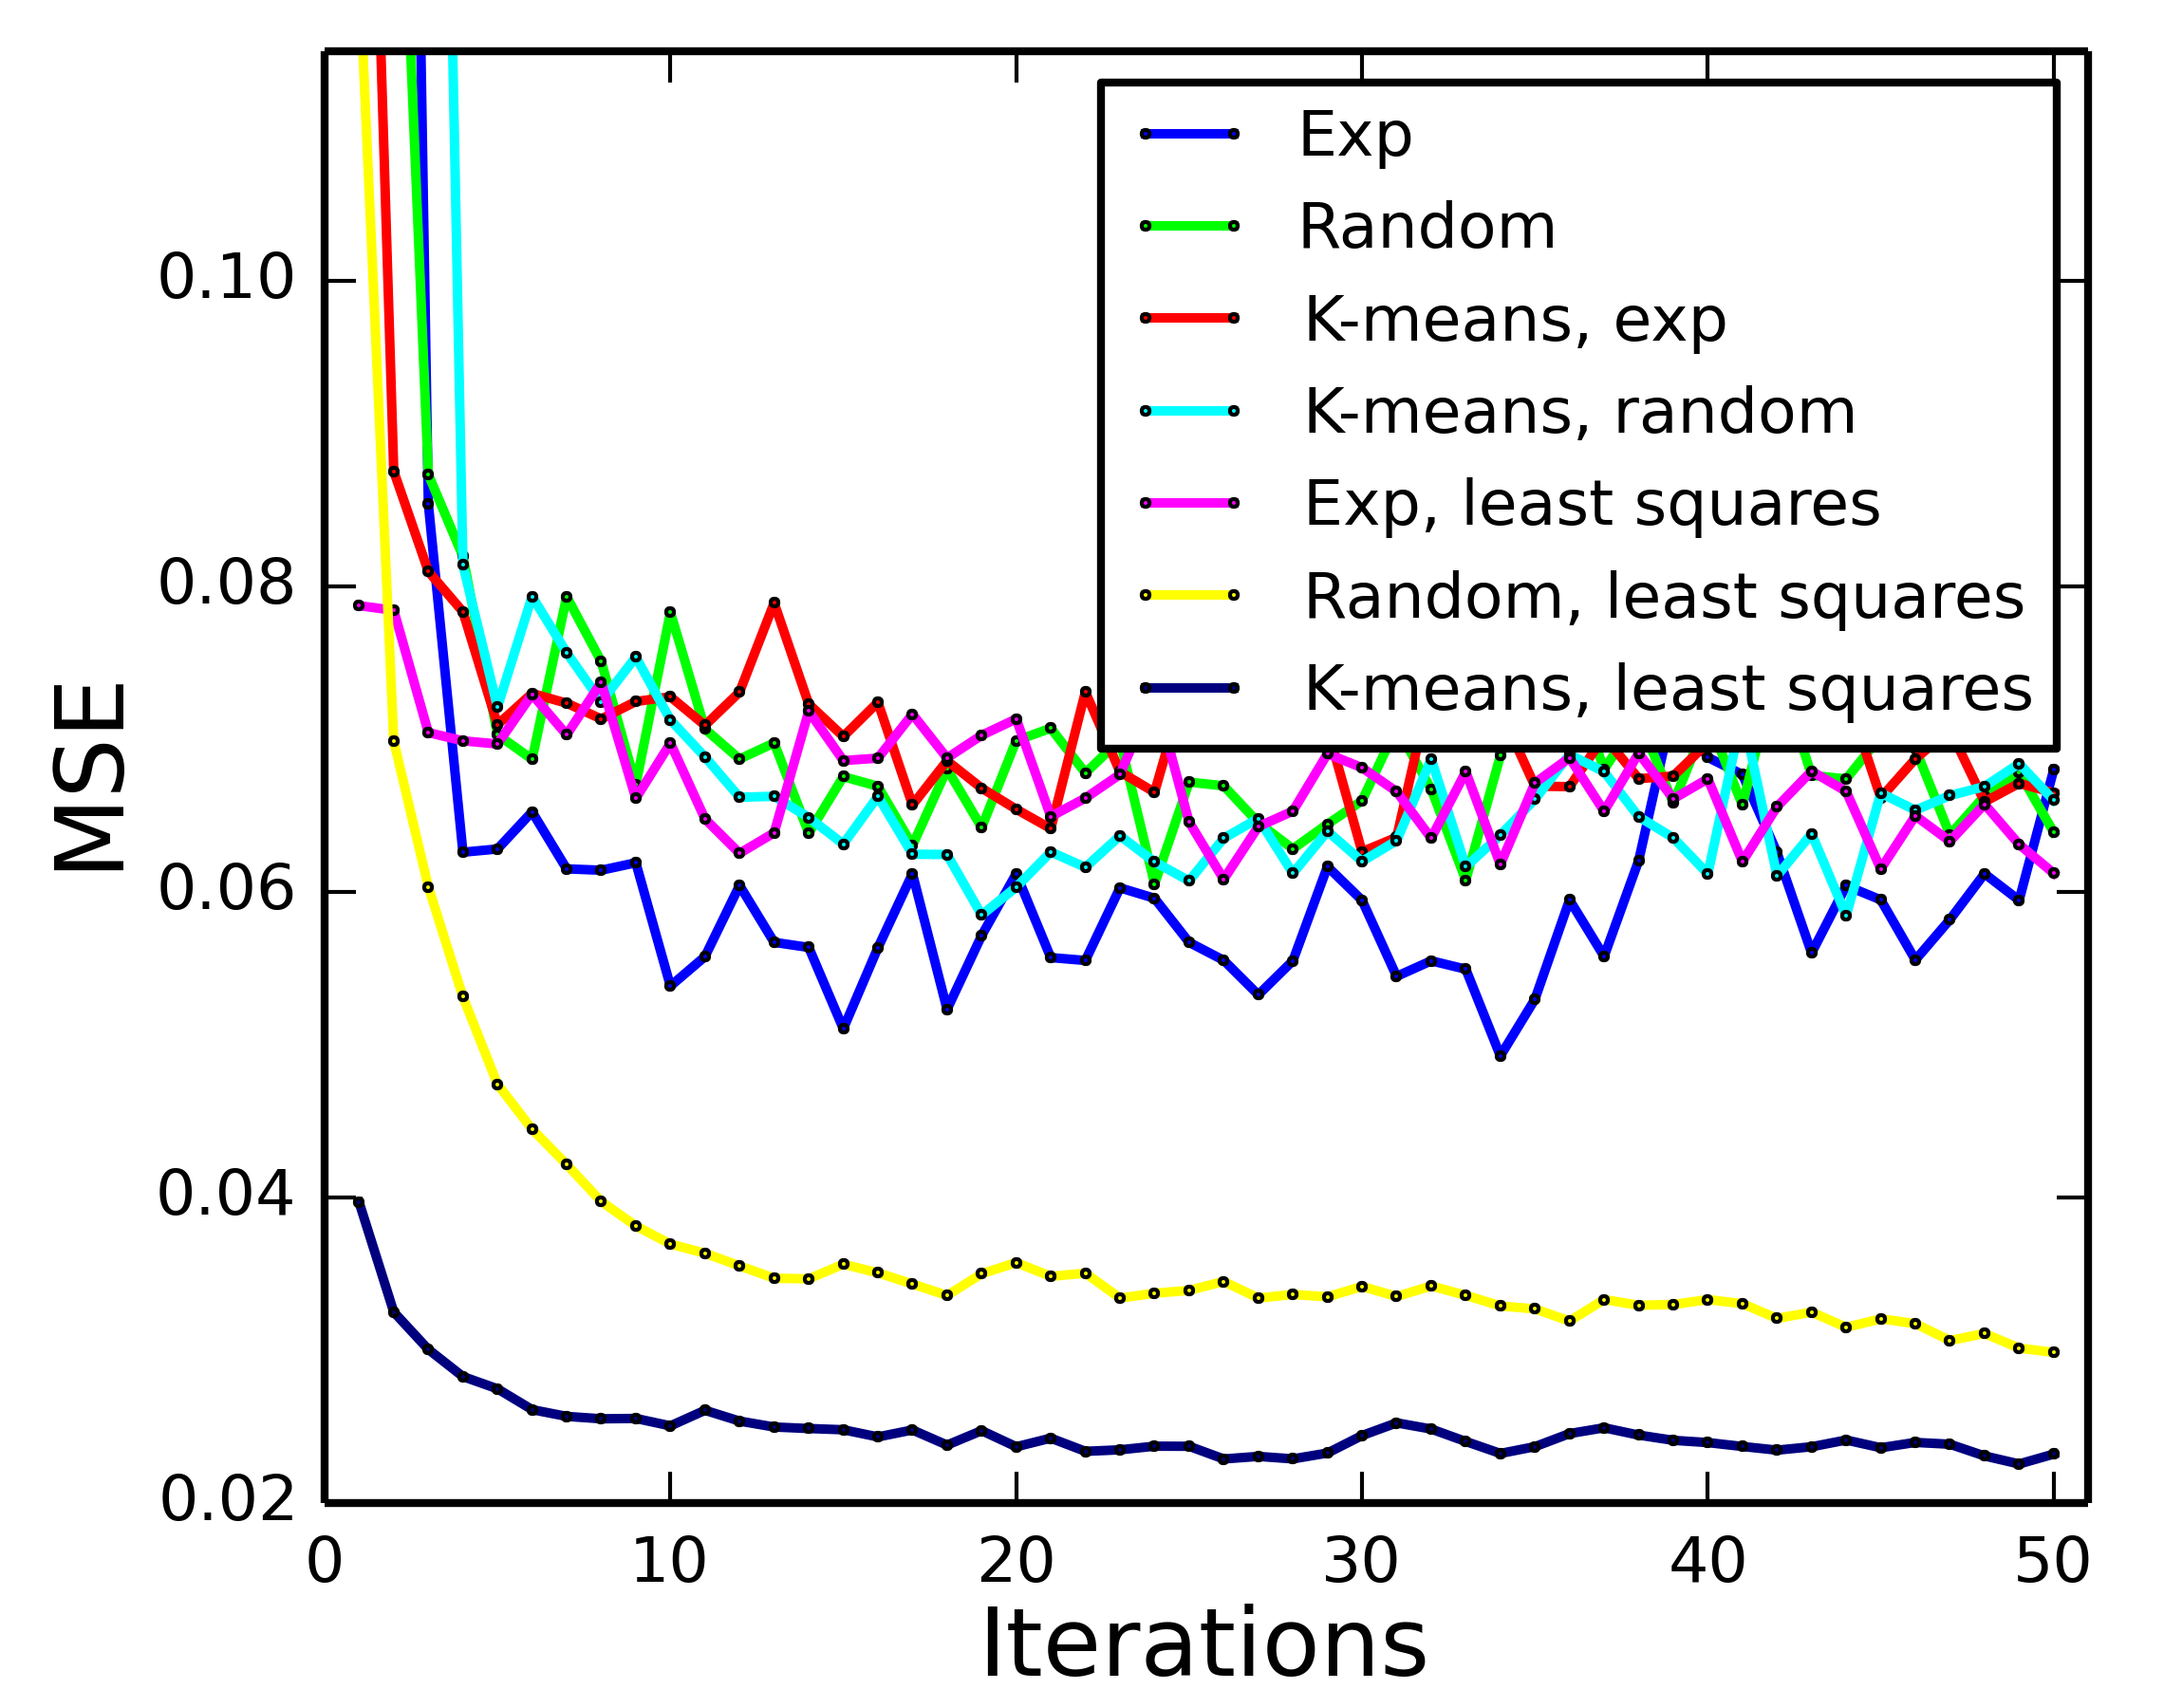 0.10
0.08
0.06
0.04
0.02
MSE
0 10 20 30 40 50
Iterations
Exp
Random
K-means, exp
K-means, random
Exp, least squares
Random, least squares
K-means, least squares